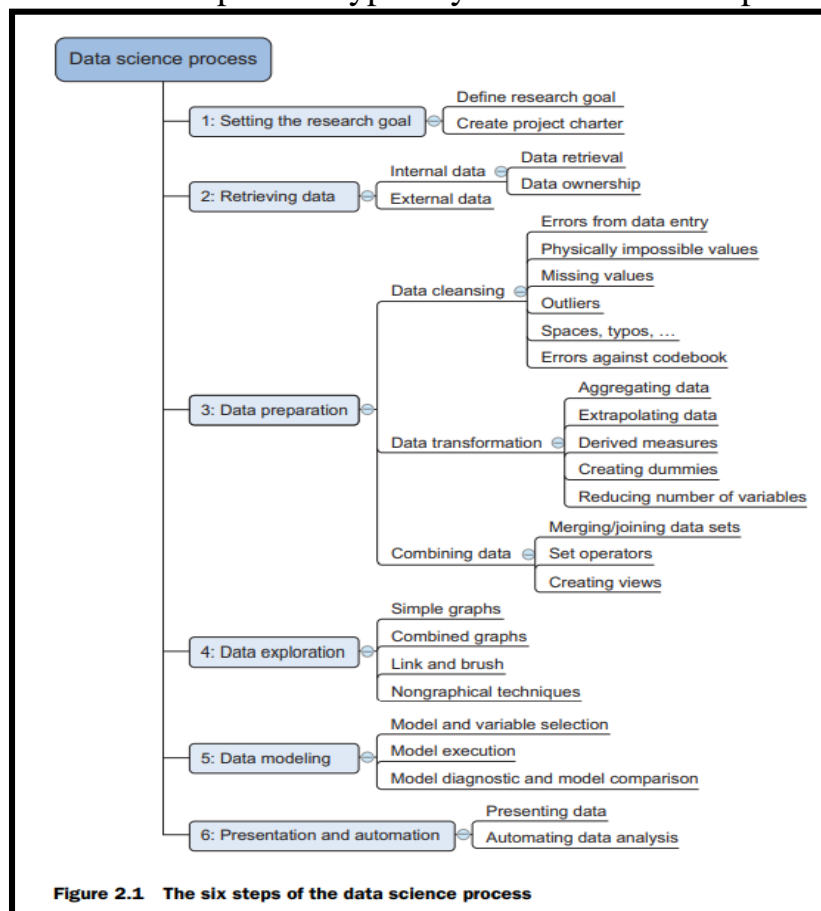 Data science process
1: Setting the research goal
Define research goal
Create project charter
2: Retrieving data
Internal data
Data retrieval
Data ownership
External data
3: Data preparation
Data cleansing
Errors from data entry
Physically impossible values
Missing values
Outliers
Spaces, typos, …
Errors against codebook
Data transformation
Aggregating data
Extrapolating data
Derived measures
Creating dummies
Reducing number of variables
Combining data
Merging/joining data sets
Set operators
Creating views
4: Data exploration
Simple graphs
Combined graphs
Link and brush
Nongraphical techniques
5: Data modeling
Model and variable selection
Model execution
Model diagnostic and model comparison
6: Presentation and automation
Presenting data
Automating data analysis
Figure 2.1 The six steps of the data science process